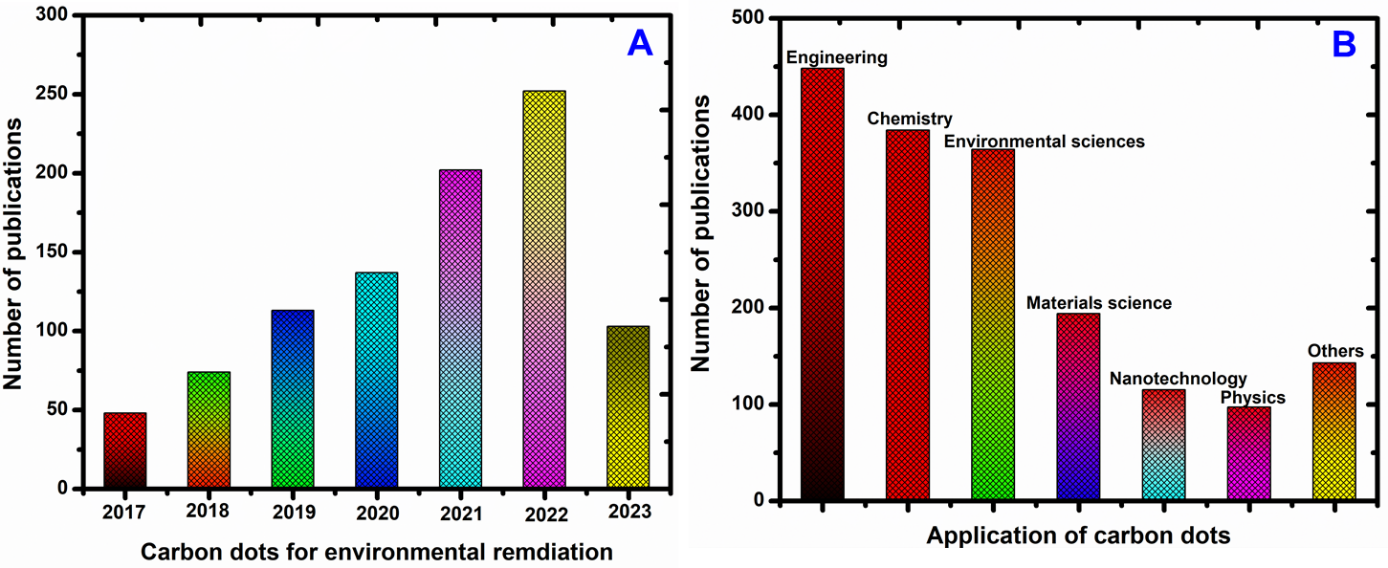 A
Number of publications
300
250
200
150
100
50
0
2017 2018 2019 2020 2021 2022 2023
Carbon dots for environmental remdiation
B
Number of publications
500
400
300
200
100
0
Engineering
Chemistry
Environmental sciences
Materials science
Nanotechnology
Physics
Others
Application of carbon dots